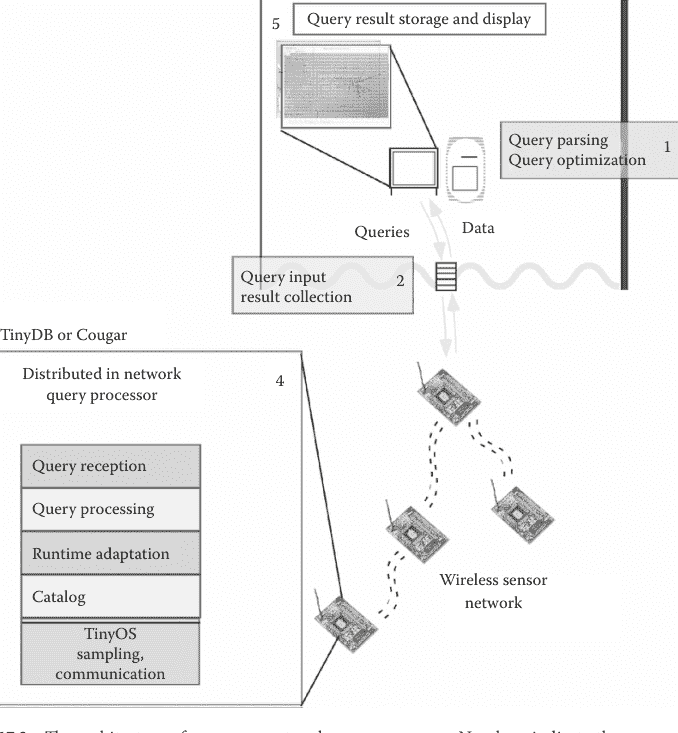 5
Query result storage and display
Query parsing
Query optimization
1
Queries
Data
Query input
result collection
2
TinyDB or Cougar
Distributed in network
query processor
4
Query reception
Query processing
Runtime adaptation
Catalog
TinyOS
sampling,
communication
Wireless sensor
network